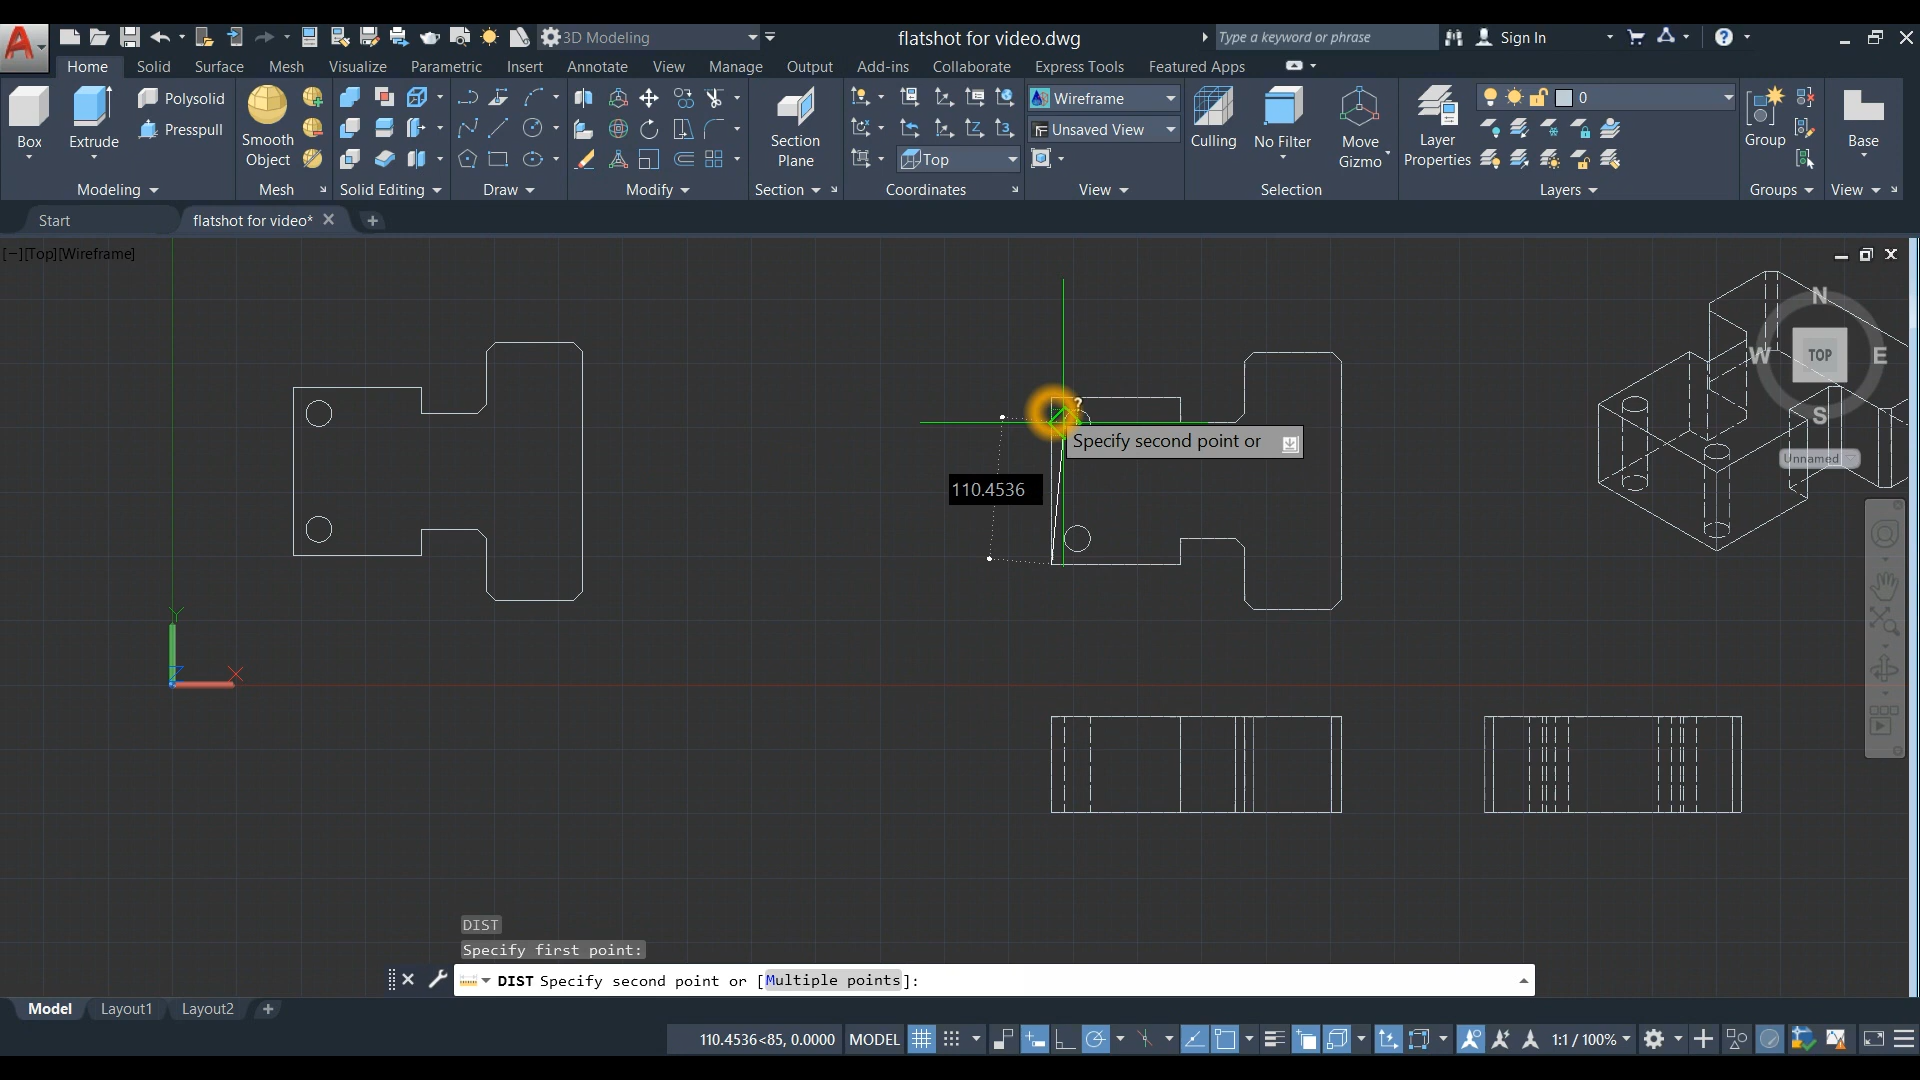 3D Modeling
flatshot for video.dwg
Type a keyword or phrase
Sign In
Home Solid Surface Mesh Visualize Parametric Insert Annotate View Manage Output Add-ins Collaborate Express Tools Featured Apps
Box
Extrude
Polysolid
Presspull
Modeling
Smooth
Object
Mesh
Solid Editing
Draw
Modify
Section
Plane
Section
Top
Coordinates
Wireframe
Unsaved View
View
Culling
No Filter
Move
Gizmo
Selection
Layer
Properties
0
Layers
Group
Groups
Base
View
Start
flatshot for video*
[−][Top][Wireframe]
N
W TOP E
S
Unnamed
?
Specify second point or
110.4536
Y
X
DIST
Specify first point:
DIST Specify second point or [Multiple points]:
Model Layout1 Layout2
110.4536<85, 0.0000 MODEL 1:1 / 100%